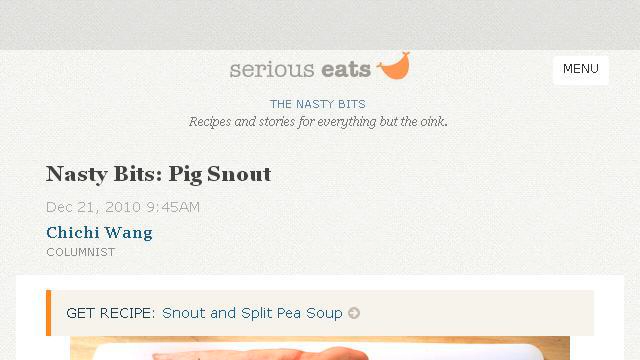 serious eats
MENU
THE NASTY BITS
Recipes and stories for everything but the oink.
Nasty Bits: Pig Snout
Dec 21, 2010 9:45AM
Chichi Wang
COLUMNIST
GET RECIPE: Snout and Split Pea Soup